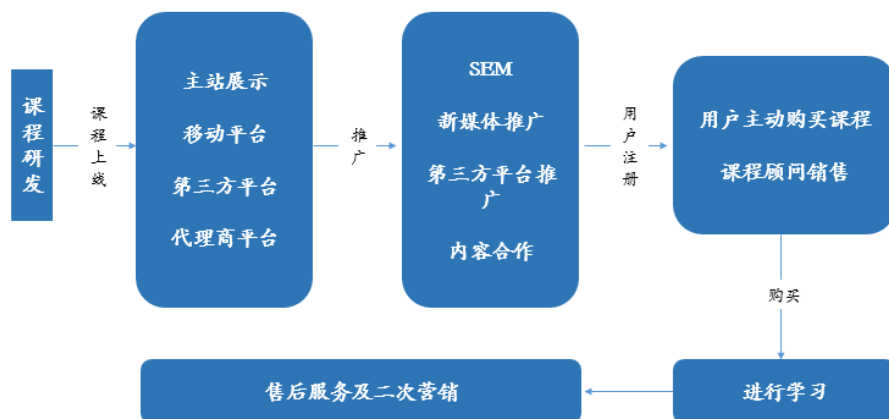 课程研发
课程上线
主站展示
移动平台
第三方平台
代理商平台
推广
SEM
新媒体推广
第三方平台推
广
内容合作
用户注册
用户主动购买课程
课程顾问销售
购买
进行学习
售后服务及二次营销